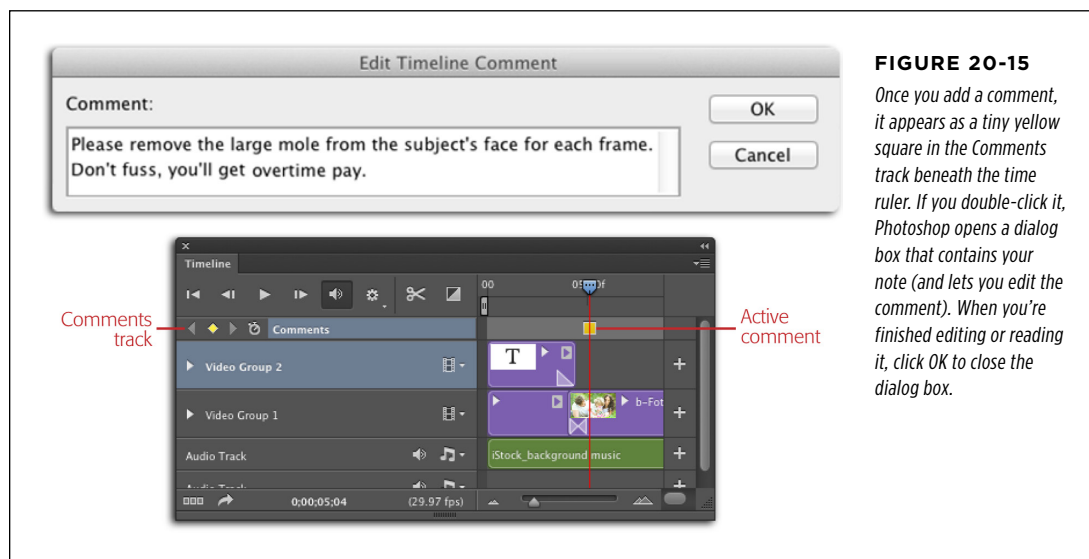 Edit Timeline Comment
Comment:
Please remove the large mole from the subject's face for each frame.
Don't fuss, you'll get overtime pay.
OK
Cancel
FIGURE 20-15
Once you add a comment,
it appears as a tiny yellow
square in the Comments
track beneath the time
ruler. If you double-click it,
Photoshop opens a dialog
box that contains your
note (and lets you edit the
comment). When you're
finished editing or reading
it, click OK to close the
dialog box.
Timeline
00
Comments
track
Comments
Active
comment
T
Video Group 2
Video Group 1
b-Fot
Audio Track
iStock_background music
0;00;05;04
(29.97 fps)